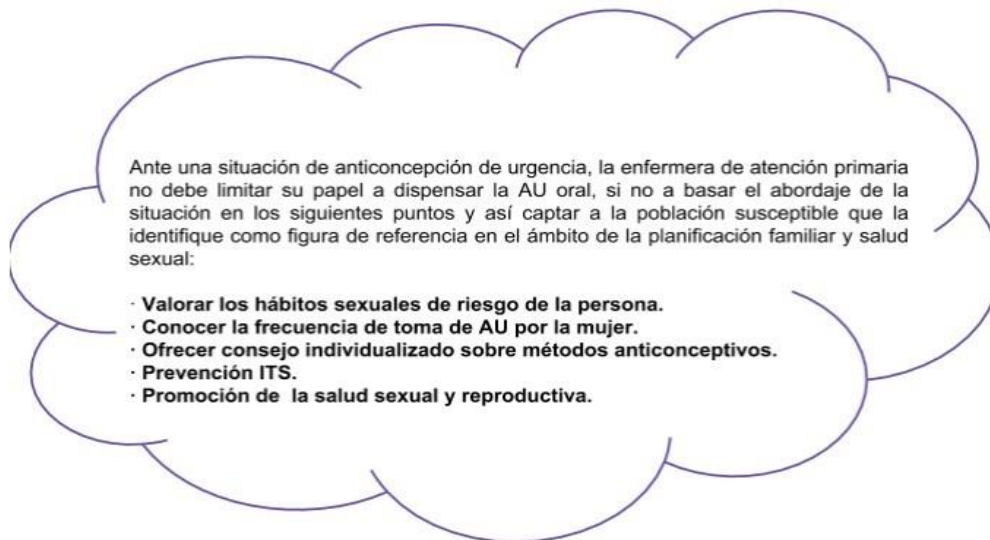 Ante una situación de anticoncepción de urgencia, la enfermera de atención primaria
no debe limitar su papel a dispensar la AU oral, si no a basar el abordaje de la
situación en los siguientes puntos y así captar a la población susceptible que la
identifique como figura de referencia en el ámbito de la planificación familiar y salud
sexual:
· Valorar los hábitos sexuales de riesgo de la persona.
· Conocer la frecuencia de toma de AU por la mujer.
· Ofrecer consejo individualizado sobre métodos anticonceptivos.
· Prevención ITS.
· Promoción de la salud sexual y reproductiva.